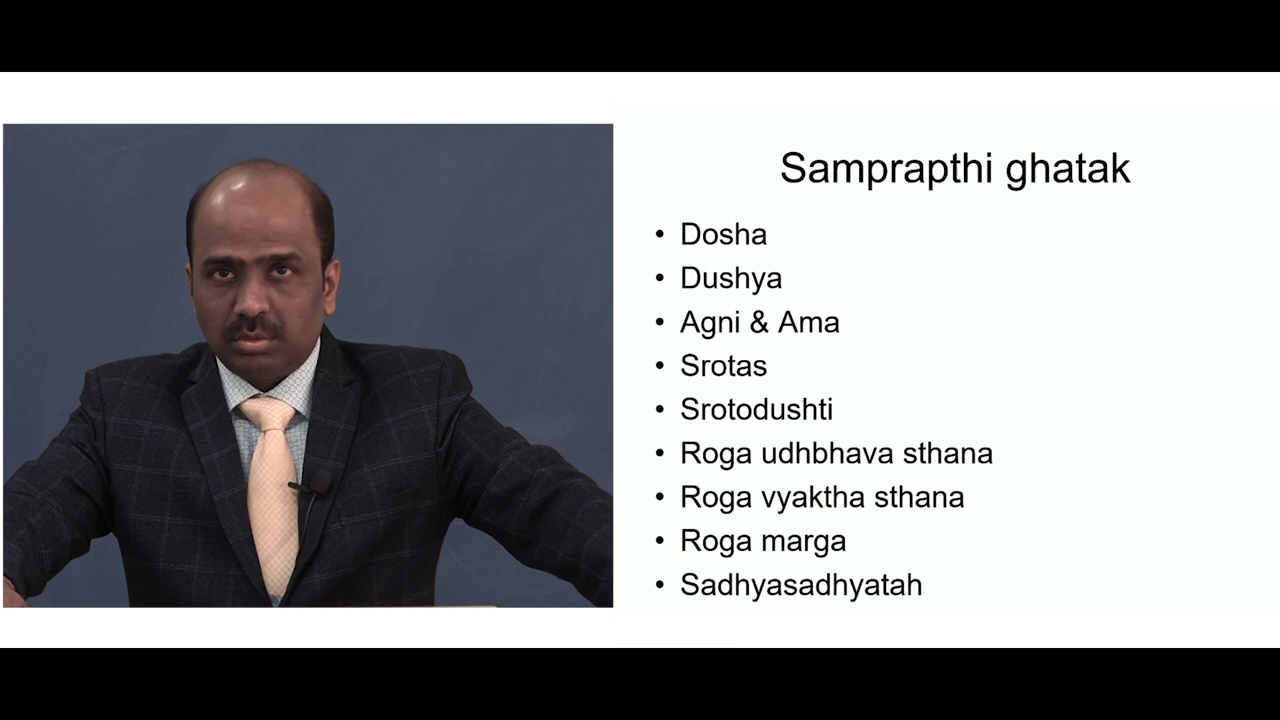 Samprapthi ghatak
• Dosha
• Dushya
• Agni & Ama
• Srotas
• Srotodushti
• Roga udhbhava sthana
• Roga vyaktha sthana
• Roga marga
• Sadhyasadhyatah